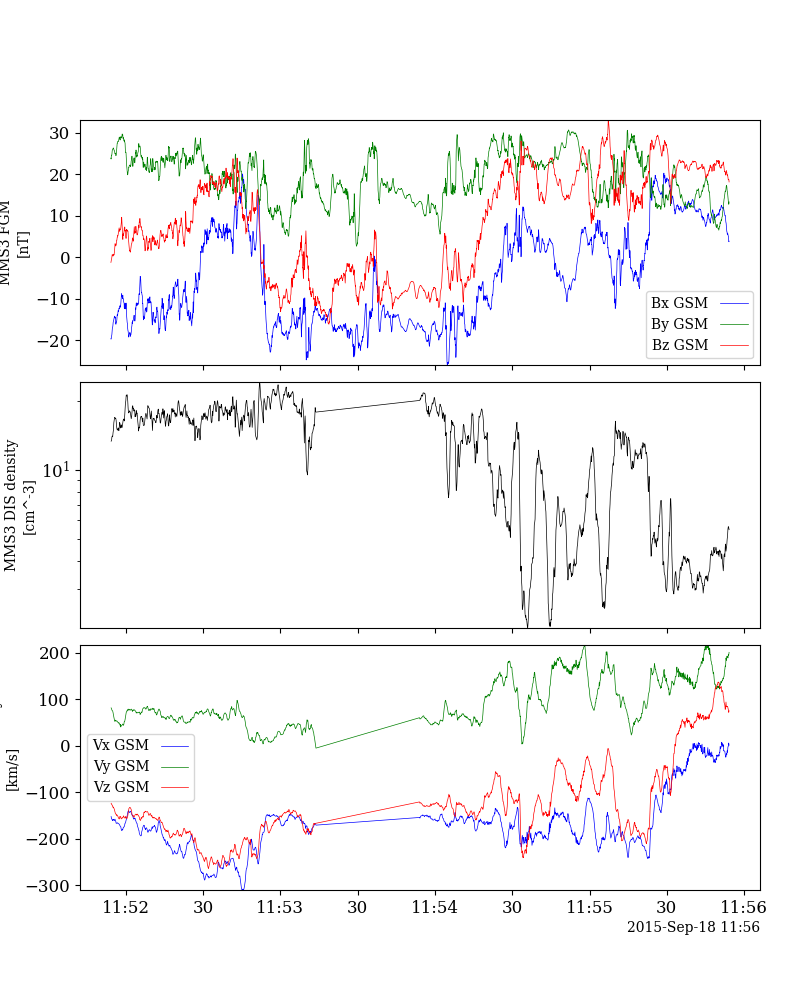 30
20
10
0
−10
−20
MMS3 FGM
[nT]
Bx GSM
By GSM
Bz GSM
10^1
MMS3 DIS density
[cm^-3]
200
100
0
−100
−200
−300
[km/s]
Vx GSM
Vy GSM
Vz GSM
11:52 30 11:53 30 11:54 30 11:55 30 11:56
2015-Sep-18 11:56